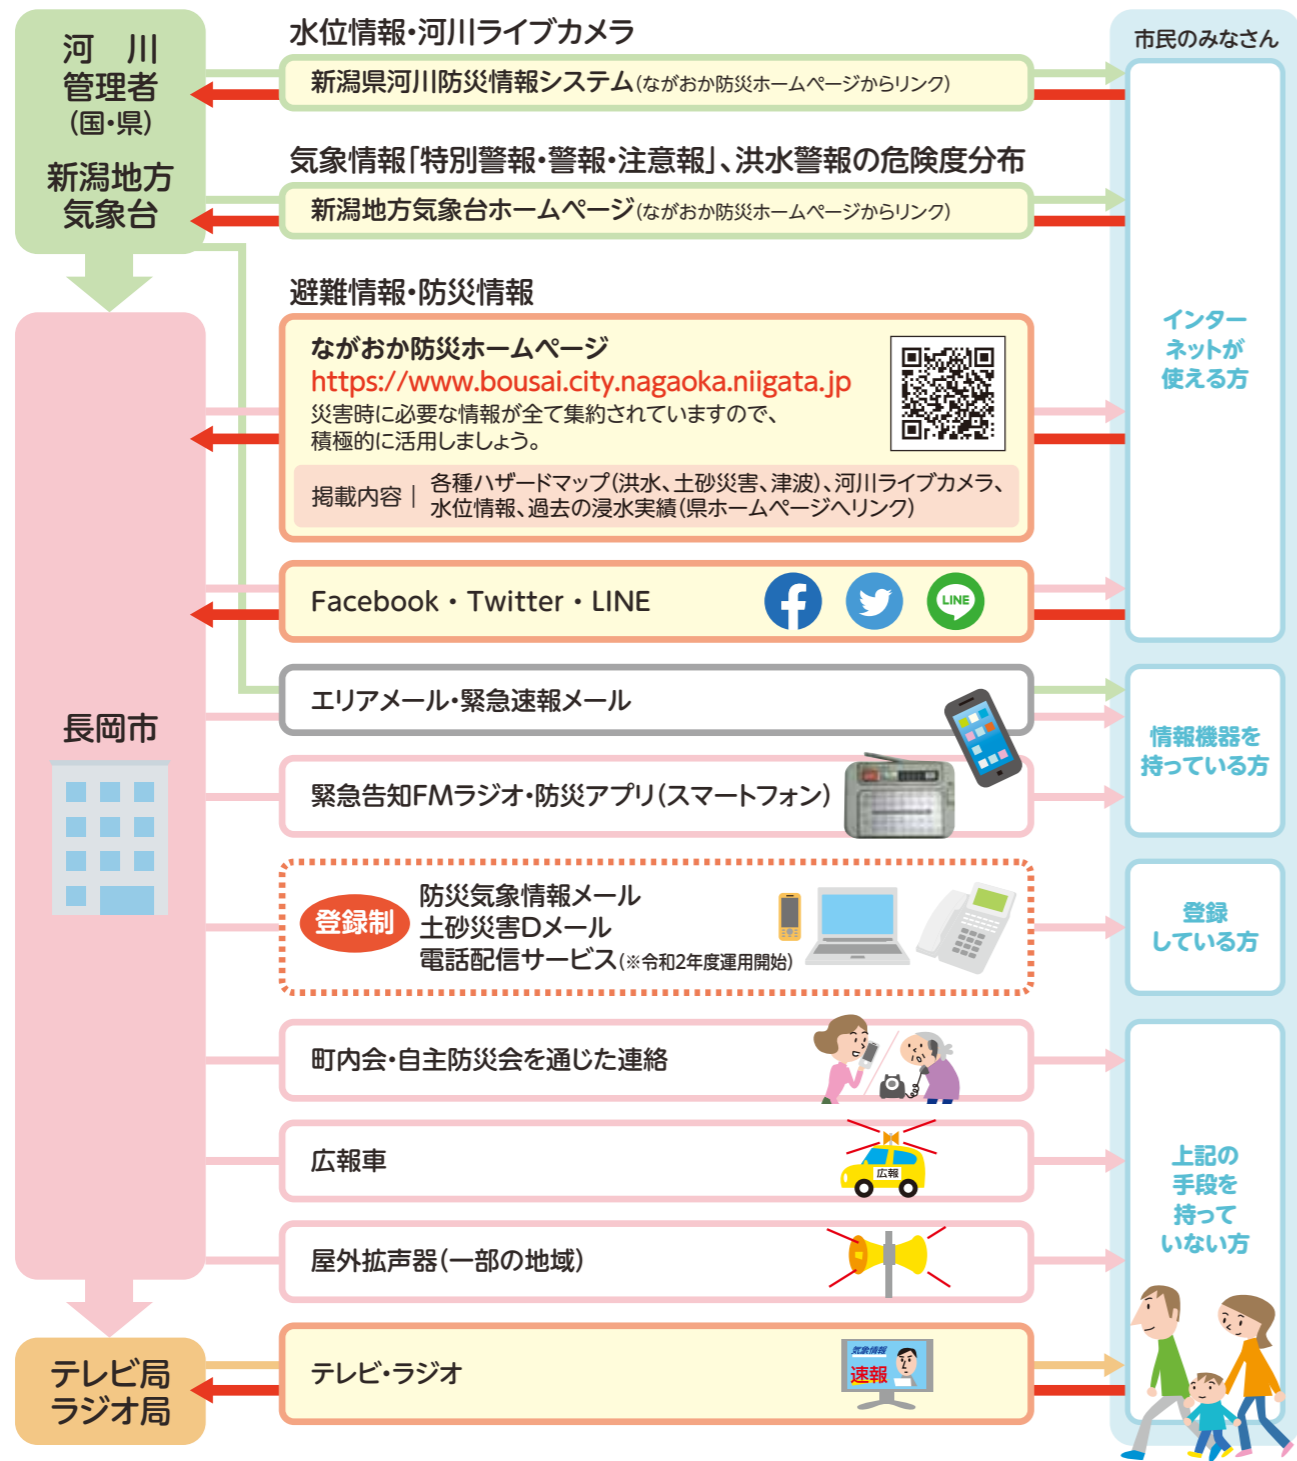 河　川
管理者
(国・県)
新潟地方
気象台
水位情報・河川ライブカメラ
新潟県河川防災情報システム(ながおか防災ホームページからリンク)
気象情報「特別警報・警報・注意報」、洪水警報の危険度分布
新潟地方気象台ホームページ(ながおか防災ホームページからリンク)
避難情報・防災情報
ながおか防災ホームページ
https://www.bousai.city.nagaoka.niigata.jp
災害時に必要な情報が全て集約されていますので、
積極的に活用しましょう。
掲載内容｜
各種ハザードマップ(洪水、土砂災害、津波)、河川ライブカメラ、
水位情報、過去の浸水実績(県ホームページへリンク)
Facebook・Twitter・LINE
LINE
長岡市
エリアメール・緊急速報メール
緊急告知FMラジオ・防災アプリ(スマートフォン)
登録制
防災気象情報メール
土砂災害Dメール
電話配信サービス(※令和2年度運用開始)
町内会・自主防災会を通じた連絡
広報車
広報
屋外拡声器(一部の地域)
テレビ局
ラジオ局
テレビ・ラジオ
気象情報
速報
市民のみなさん
インター
ネットが
使える方
情報機器を
持っている方
登録
している方
上記の
手段を
持って
いない方